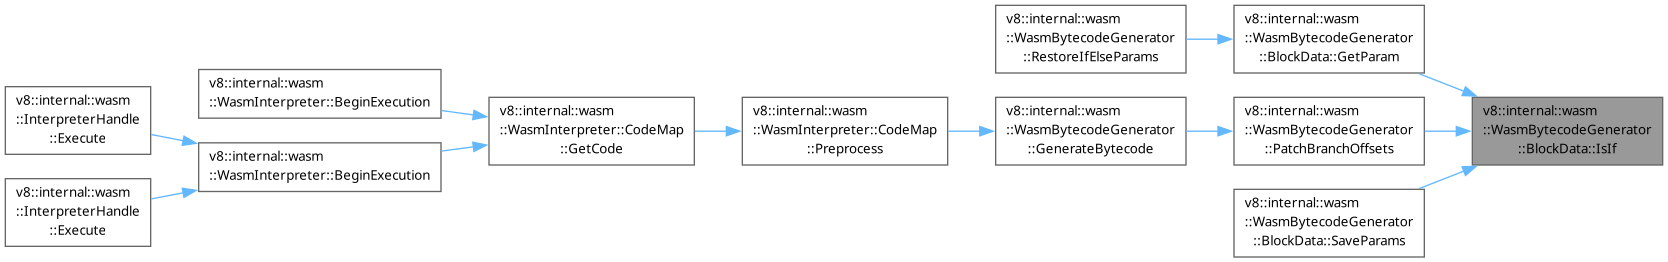 v8::internal::wasm
::InterpreterHandle
::Execute
v8::internal::wasm
::InterpreterHandle
::Execute
v8::internal::wasm
::WasmInterpreter::BeginExecution
v8::internal::wasm
::WasmInterpreter::BeginExecution
v8::internal::wasm
::WasmInterpreter::CodeMap
::GetCode
v8::internal::wasm
::WasmInterpreter::CodeMap
::Preprocess
v8::internal::wasm
::WasmBytecodeGenerator
::RestoreIfElseParams
v8::internal::wasm
::WasmBytecodeGenerator
::GenerateBytecode
v8::internal::wasm
::WasmBytecodeGenerator
::BlockData::GetParam
v8::internal::wasm
::WasmBytecodeGenerator
::PatchBranchOffsets
v8::internal::wasm
::WasmBytecodeGenerator
::BlockData::SaveParams
v8::internal::wasm
::WasmBytecodeGenerator
::BlockData::IsIf